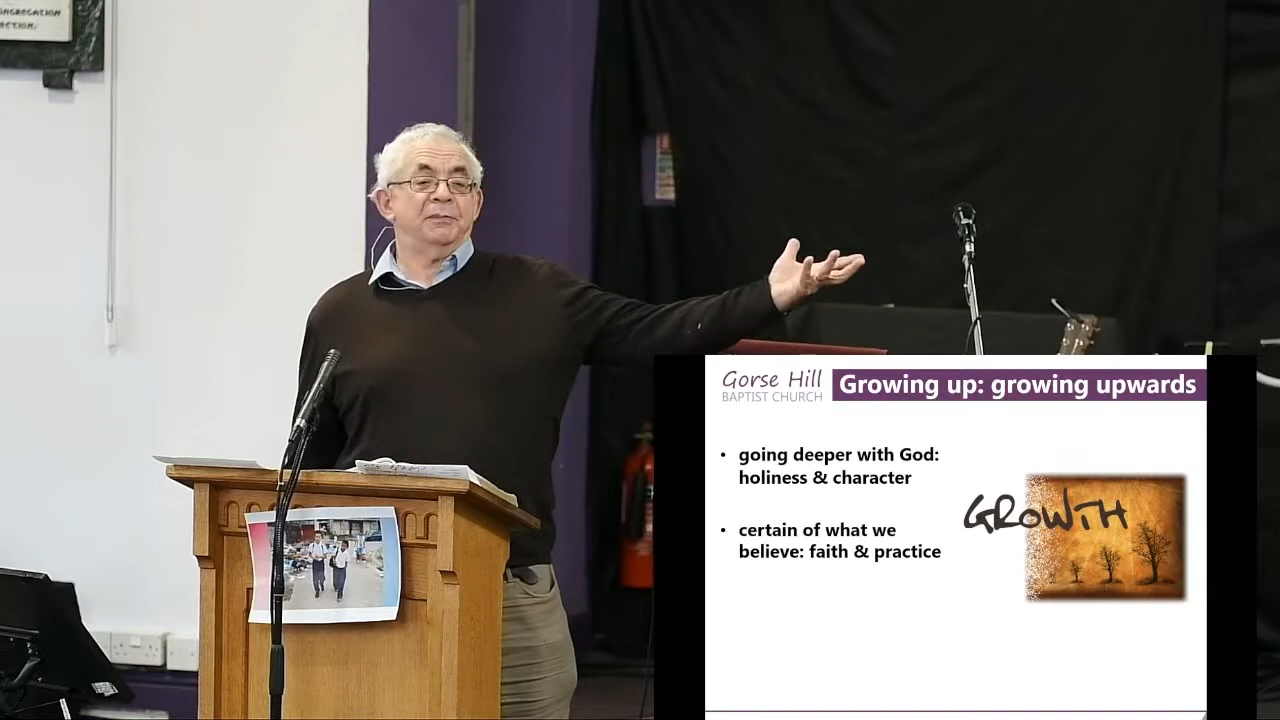 CONGREGATION
Gorse Hill
BAPTIST CHURCH
Growing up: growing upwards
• going deeper with God:
holiness & character
GROWTH
• certain of what we
believe: faith & practice